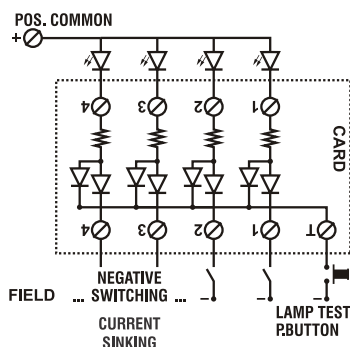 POS. COMMON
+
4 3 2 1
CARD
4 3 2 1 T
FIELD ... NEGATIVE SWITCHING ... – –
CURRENT SINKING
–
LAMP TEST
P.BUTTON